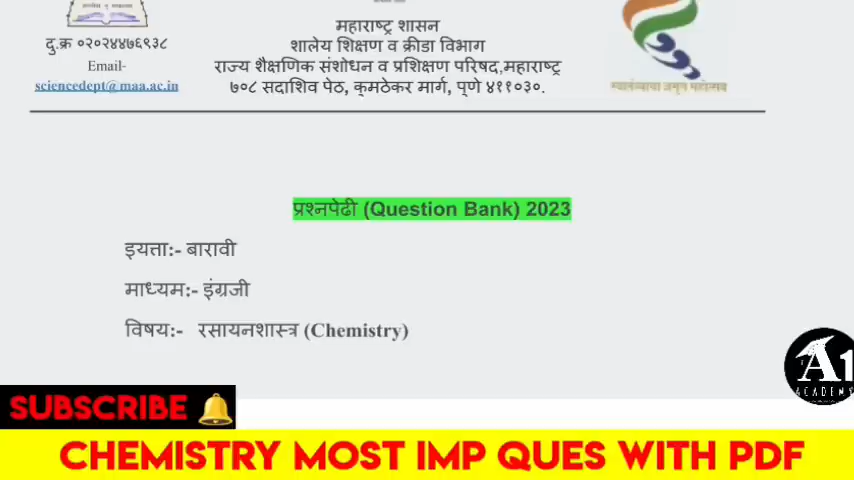 दु.क्र ०२०२४४७६९३८
Email-
sciencedept@maa.ac.in
महाराष्ट्र शासन
शालेय शिक्षण व क्रीडा विभाग
राज्य शैक्षणिक संशोधन व प्रशिक्षण परिषद,महाराष्ट्र
७०८ सदाशिव पेठ, कुमठेकर मार्ग, पुणे ४११०३०.
प्रश्नपेढी (Question Bank) 2023
इयत्ता:- बारावी
माध्यम:- इंग्रजी
विषय:- रसायनशास्त्र (Chemistry)
A1
ACADEMY
SUBSCRIBE
CHEMISTRY MOST IMP QUES WITH PDF